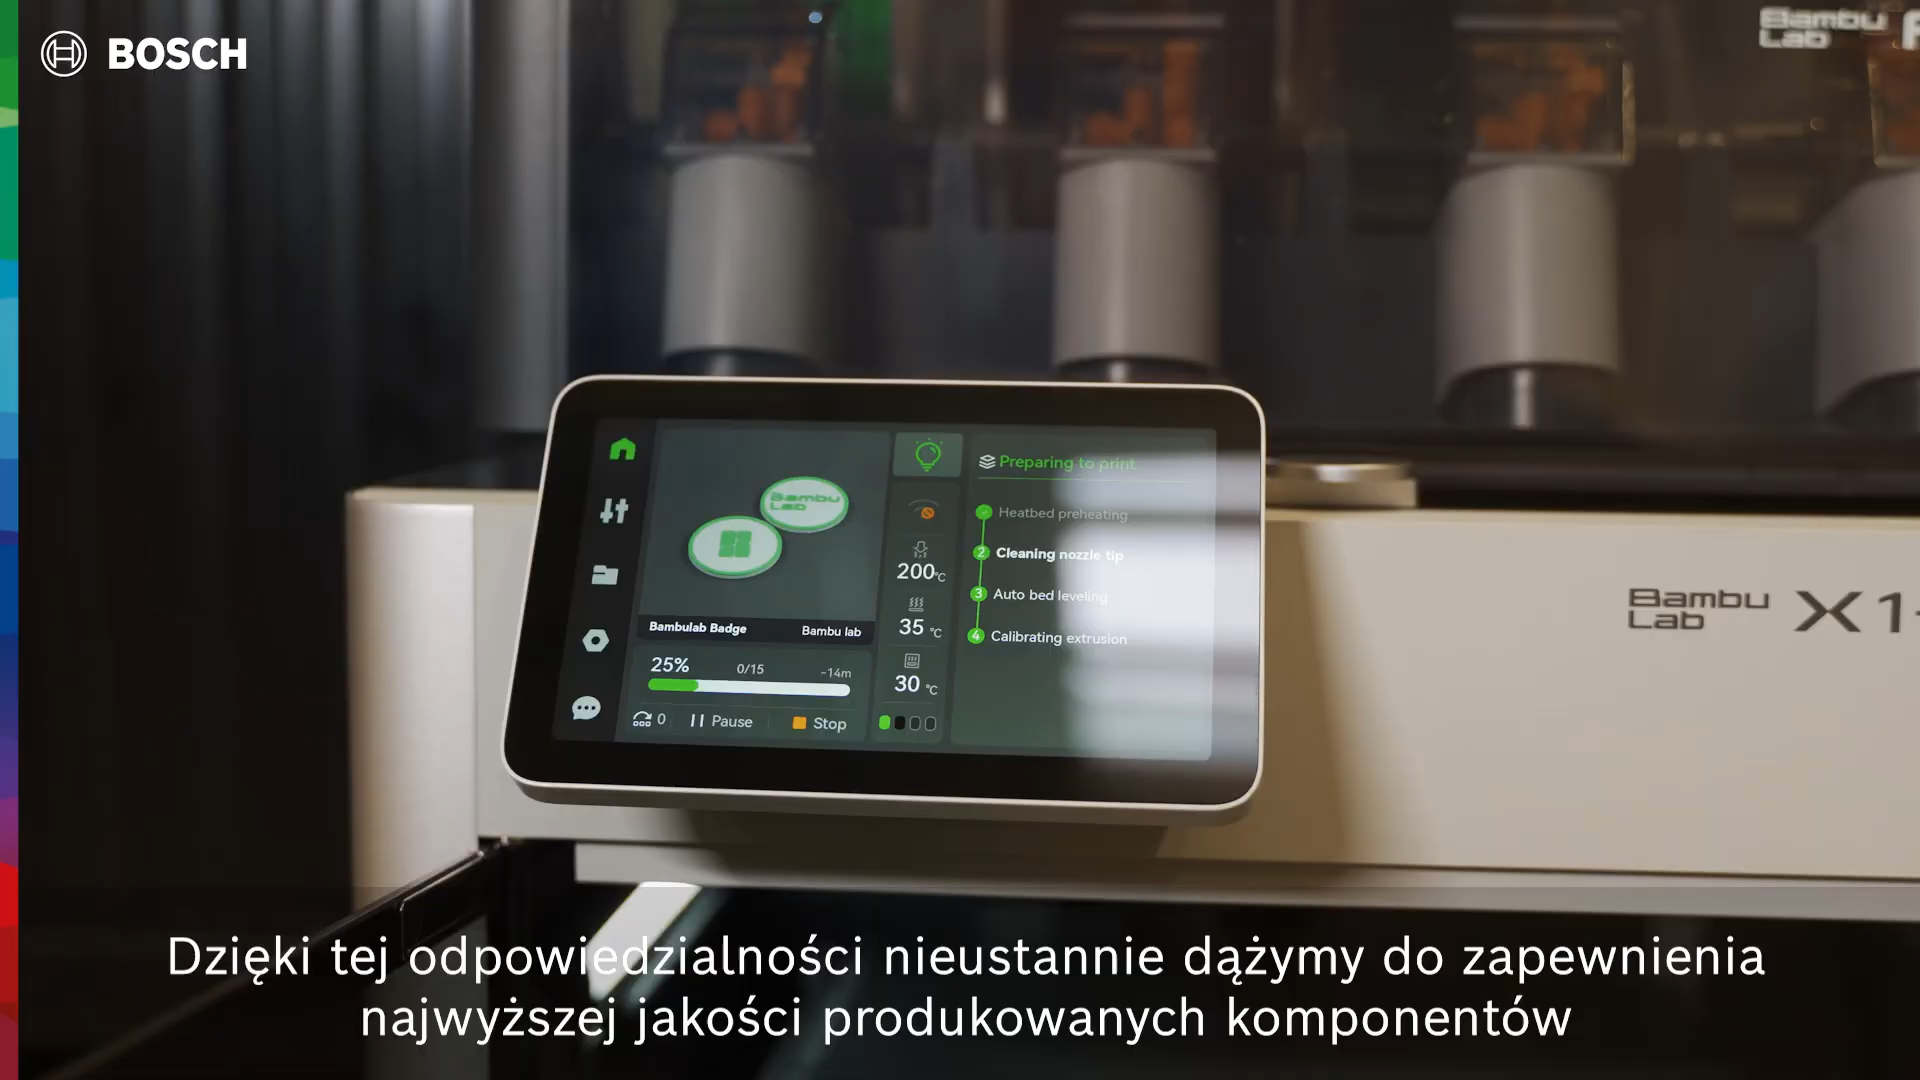 BOSCH
Bambu
Lab
Preparing to print
Bambu
Lab
Heatbed preheating
2 Cleaning nozzle tip
200°C
3 Auto bed leveling
35 °C
4 Calibrating extrusion
Bambulab Badge Bambu lab
25% 0/15 -14m
30 °C
0 Pause Stop
Bambu
Lab X1-
Dzięki tej odpowiedzialności nieustannie dążymy do zapewnienia
najwyższej jakości produkowanych komponentów